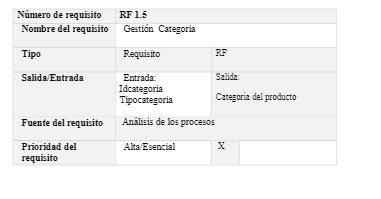 Número de requisito RF 1.5
Nombre del requisito Gestión Categoria
Tipo Requisito RF
Salida/Entrada Entrada: Salida:
Idcategoria
Tipocategoria Categoria del producto
Fuente del requisito Análisis de los procesos
Prioridad del Alta/Esencial X
requisito